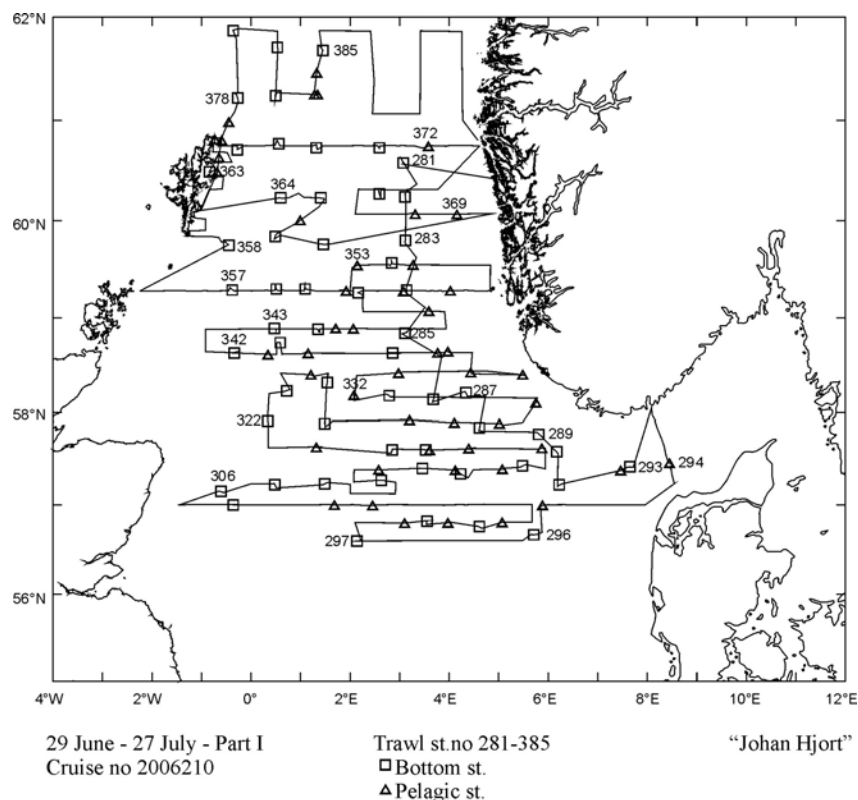 62°N
385
378
372
281
363
364
369
60°N
283
358
353
357
343
285
342
332
287
58°N
322
289
293
294
306
297
296
56°N
4°W 2°W 0° 2°E 4°E 6°E 8°E 10°E 12°E
29 June - 27 July - Part I Trawl st.no 281-385 "Johan Hjort"
Cruise no 2006210 Bottom st.
Pelagic st.